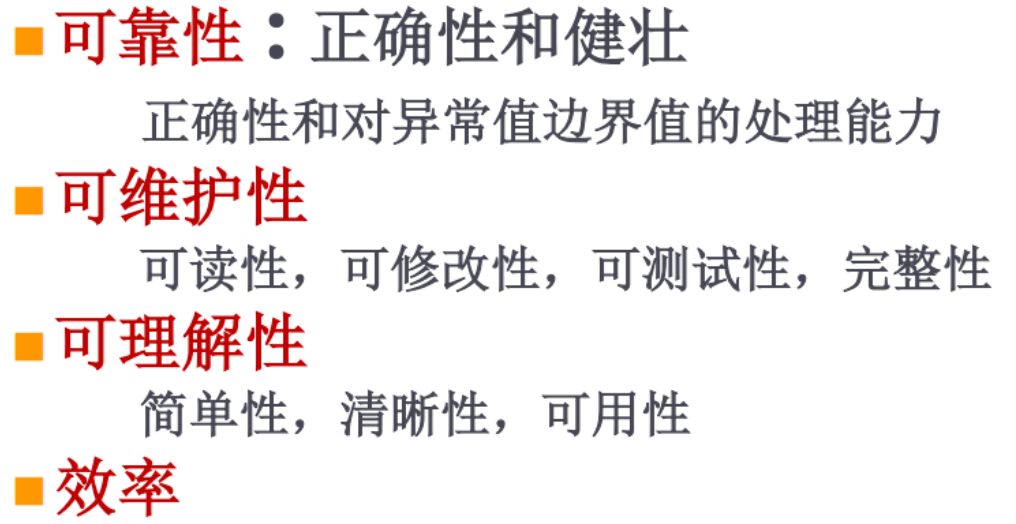 可靠性：正确性和健壮
正确性和对异常值边界值的处理能力
可维护性
可读性，可修改性，可测试性，完整性
可理解性
简单性，清晰性，可用性
效率